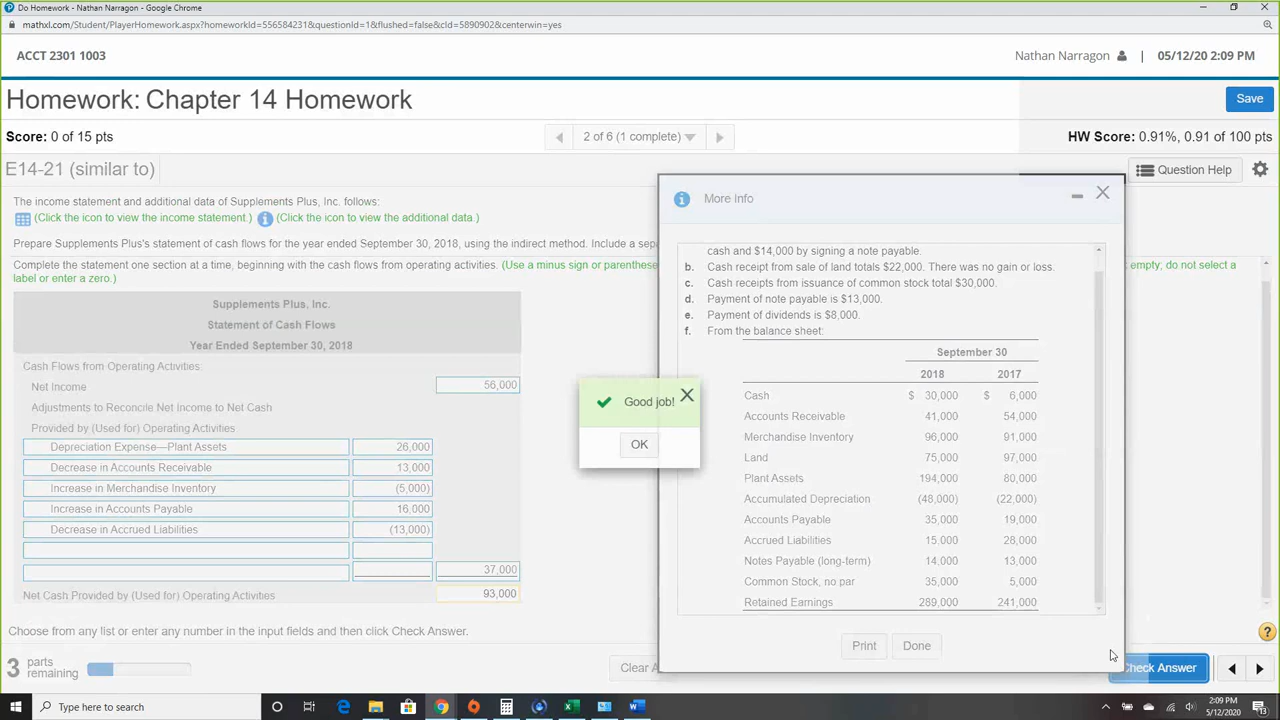 Do Homework - Nathan Narragon - Google Chrome
mathxl.com/Student/PlayerHomework.aspx?homeworkId=556584231&questionId=1&flushed=false&cId=5890902&centerwin=yes
ACCT 2301 1003
Nathan Narragon | 05/12/20 2:09 PM
Homework: Chapter 14 Homework
Save
Score: 0 of 15 pts
2 of 6 (1 complete)
HW Score: 0.91%, 0.91 of 100 pts
E14-21 (similar to)
Question Help
The income statement and additional data of Supplements Plus, Inc. follows:
(Click the icon to view the income statement.) (Click the icon to view the additional data.)
Prepare Supplements Plus's statement of cash flows for the year ended September 30, 2018, using the indirect method. Include a sep
Complete the statement one section at a time, beginning with the cash flows from operating activities. (Use a minus sign or parenthese
empty; do not select a
label or enter a zero.)
Supplements Plus, Inc.
Statement of Cash Flows
Year Ended September 30, 2018
Cash Flows from Operating Activities:
Net Income 56,000
Adjustments to Reconcile Net Income to Net Cash
Provided by (Used for) Operating Activities
Depreciation Expense—Plant Assets 26,000
Decrease in Accounts Receivable 13,000
Increase in Merchandise Inventory (5,000)
Increase in Accounts Payable 16,000
Decrease in Accrued Liabilities (13,000)
37,000
Net Cash Provided by (Used for) Operating Activities 93,000
Good job!
OK
More Info
cash and $14,000 by signing a note payable.
b. Cash receipt from sale of land totals $22,000. There was no gain or loss.
c. Cash receipts from issuance of common stock total $30,000.
d. Payment of note payable is $13,000.
e. Payment of dividends is $8,000.
f. From the balance sheet:
September 30
2018 2017
Cash $ 30,000 $ 6,000
Accounts Receivable 41,000 54,000
Merchandise Inventory 96,000 91,000
Land 75,000 97,000
Plant Assets 194,000 80,000
Accumulated Depreciation (48,000) (22,000)
Accounts Payable 35,000 19,000
Accrued Liabilities 15,000 28,000
Notes Payable (long-term) 14,000 13,000
Common Stock, no par 35,000 5,000
Retained Earnings 289,000 241,000
Print Done
Choose from any list or enter any number in the input fields and then click Check Answer.
?
3 parts remaining
Clear A
Check Answer
Type here to search
2:09 PM
5/12/2020